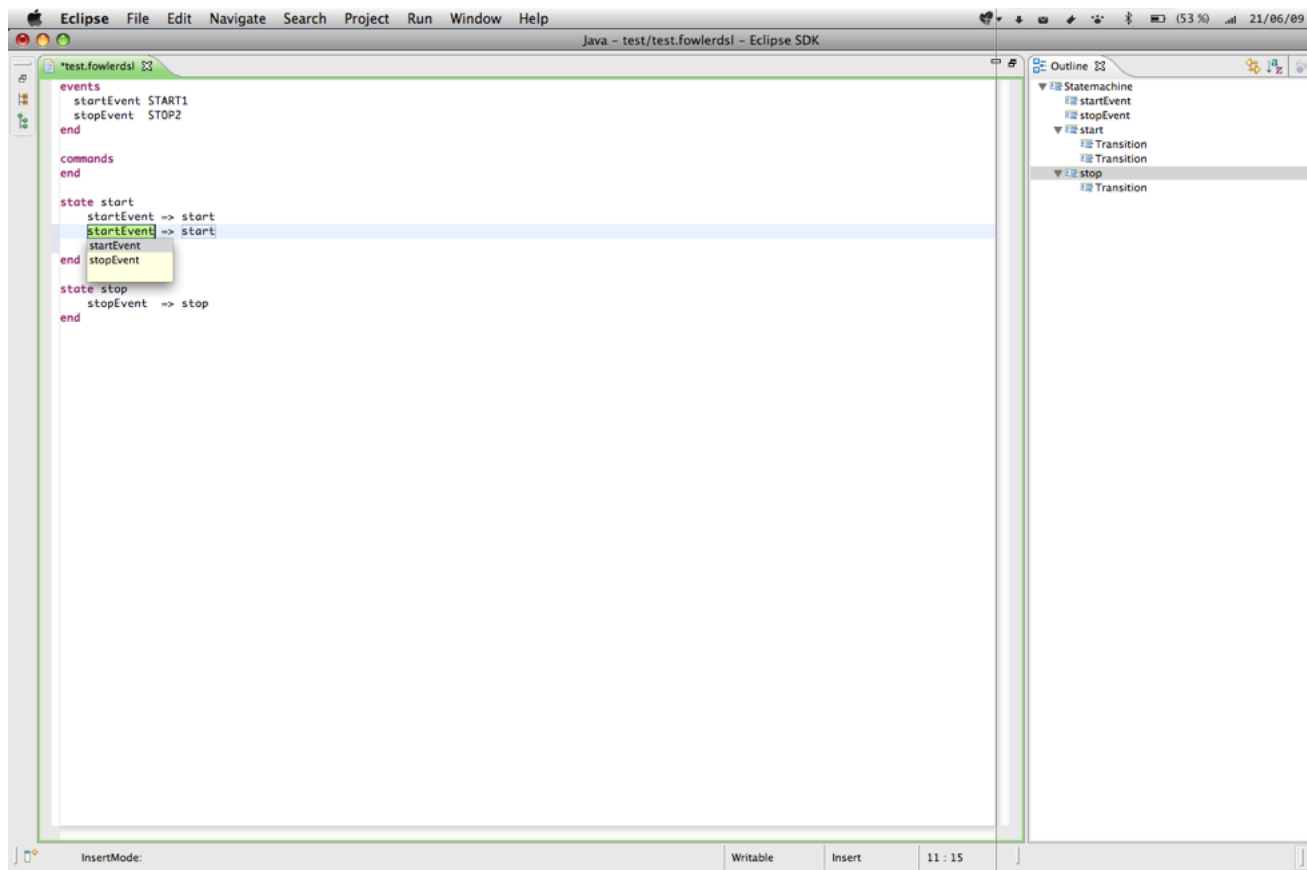 Eclipse File Edit Navigate Search Project Run Window Help (53 %) 21/06/09
Java – test/test.fowlerdsl – Eclipse SDK
*test.fowlerdsl
events
startEvent START1
stopEvent STOP2
end
commands
end
state start
startEvent => start
startEvent => start
startEvent
end stopEvent
state stop
stopEvent => stop
end
Outline
Statemachine
startEvent
stopEvent
start
Transition
Transition
stop
Transition
InsertMode: Writable Insert 11 : 15